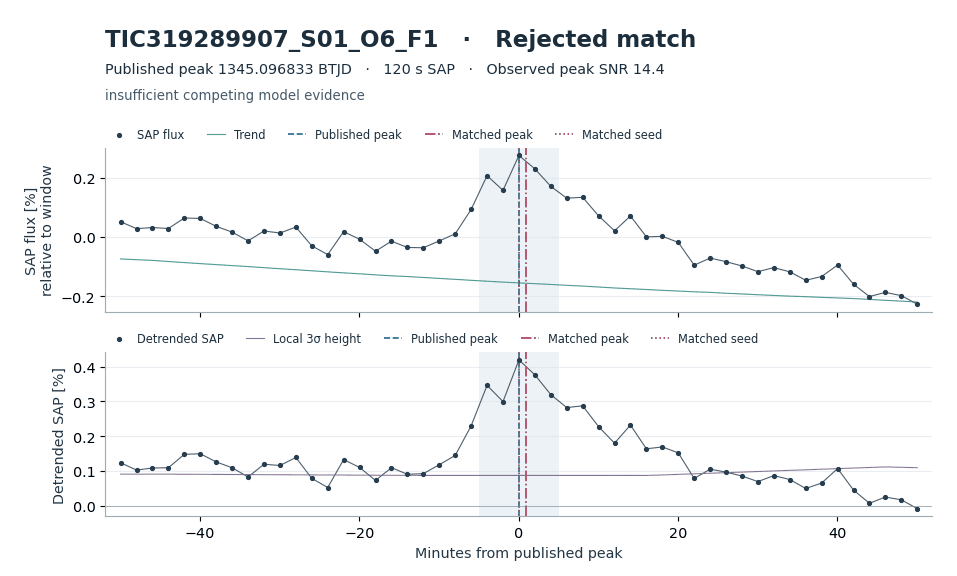 TIC319289907_S01_O6_F1 · Rejected match
Published peak 1345.096833 BTJD · 120 s SAP · Observed peak SNR 14.4
insufficient competing model evidence
SAP flux Trend Published peak Matched peak Matched seed
SAP flux [%]
relative to window
0.2
0.0
−0.2
Detrended SAP Local 3σ height Published peak Matched peak Matched seed
Detrended SAP [%]
0.4
0.3
0.2
0.1
0.0
−40 −20 0 20 40
Minutes from published peak